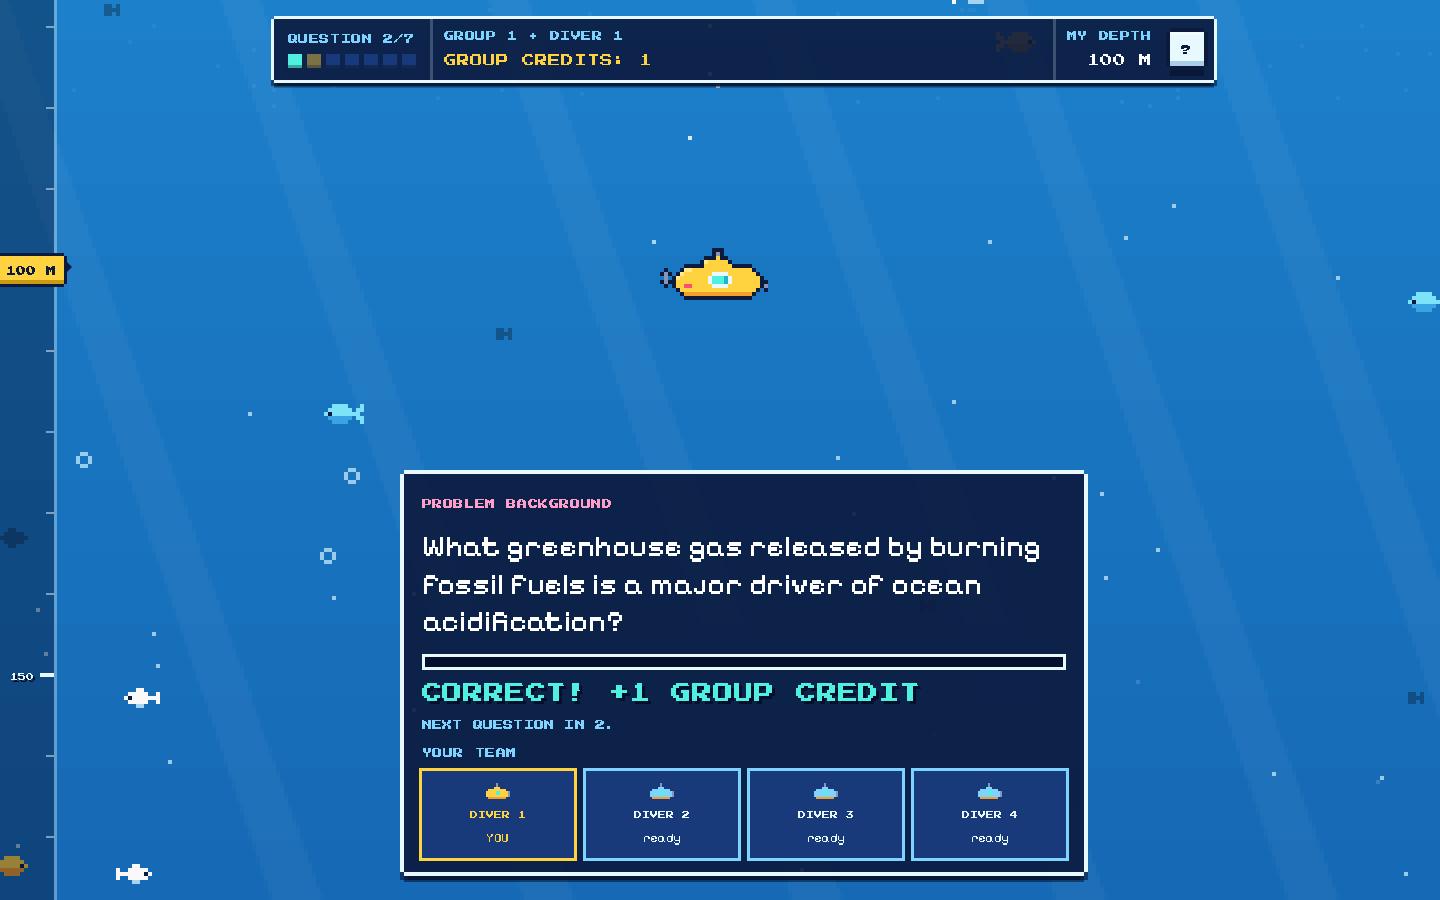 QUESTION 2/7
GROUP 1 + DIVER 1
GROUP CREDITS: 1
MY DEPTH
100 M
?
100 M
150
PROBLEM BACKGROUND
What greenhouse gas released by burning
fossil fuels is a major driver of ocean
acidification?
CORRECT! +1 GROUP CREDIT
NEXT QUESTION IN 2.
YOUR TEAM
DIVER 1
YOU
DIVER 2
ready
DIVER 3
ready
DIVER 4
ready